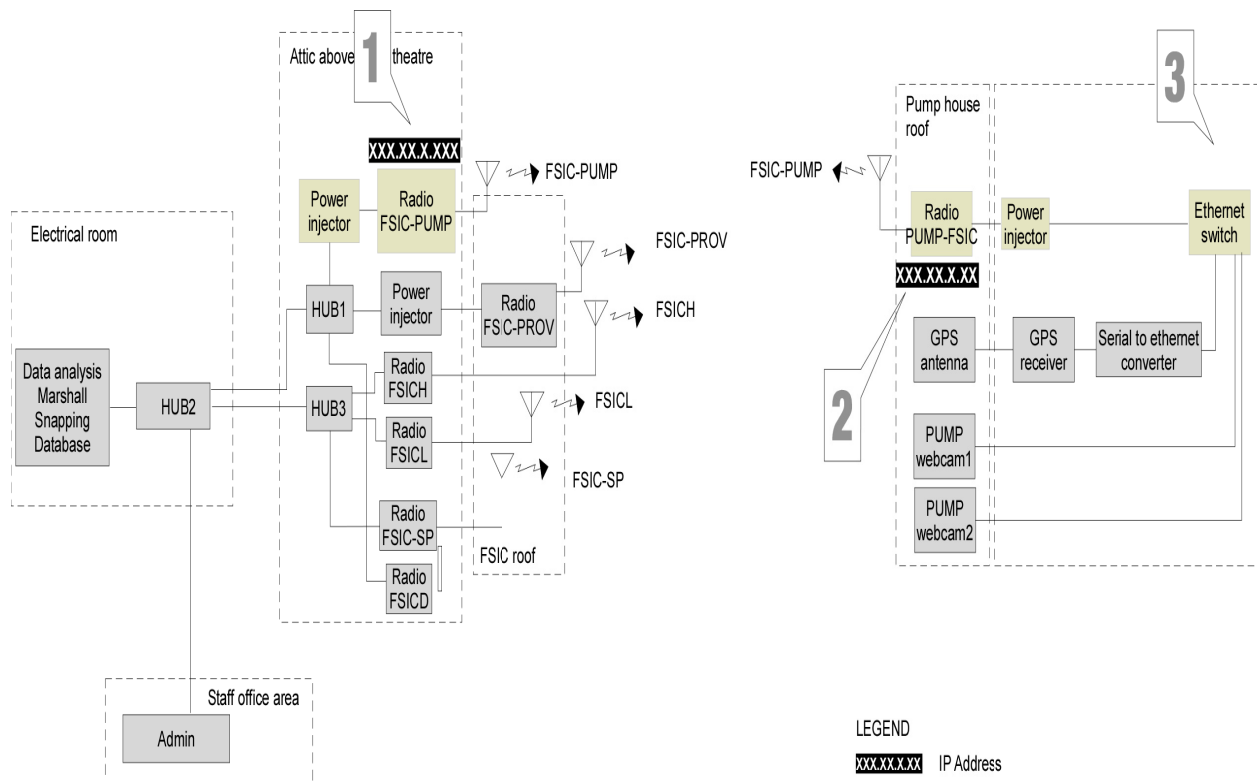 Attic above theatre
1
XXX.XX.X.XXX
Power
injector
Radio
FSIC-PUMP
FSIC-PUMP
Electrical room
FSIC-PROV
HUB1
Power
injector
Radio
FSIC-PROV
FSICH
Data analysis
Marshall
Snapping
Database
HUB2
HUB3
Radio
FSICH
Radio
FSICL
FSICL
FSIC-SP
Radio
FSIC-SP
FSIC roof
Radio
FSICD
Staff office area
Admin
3
Pump house
roof
FSIC-PUMP
Radio
PUMP-FSIC
Power
injector
Ethernet
switch
XXX.XX.X.XX
2
GPS
antenna
GPS
receiver
Serial to ethernet
converter
PUMP
webcam1
PUMP
webcam2
LEGEND
XXX.XX.X.XX IP Address